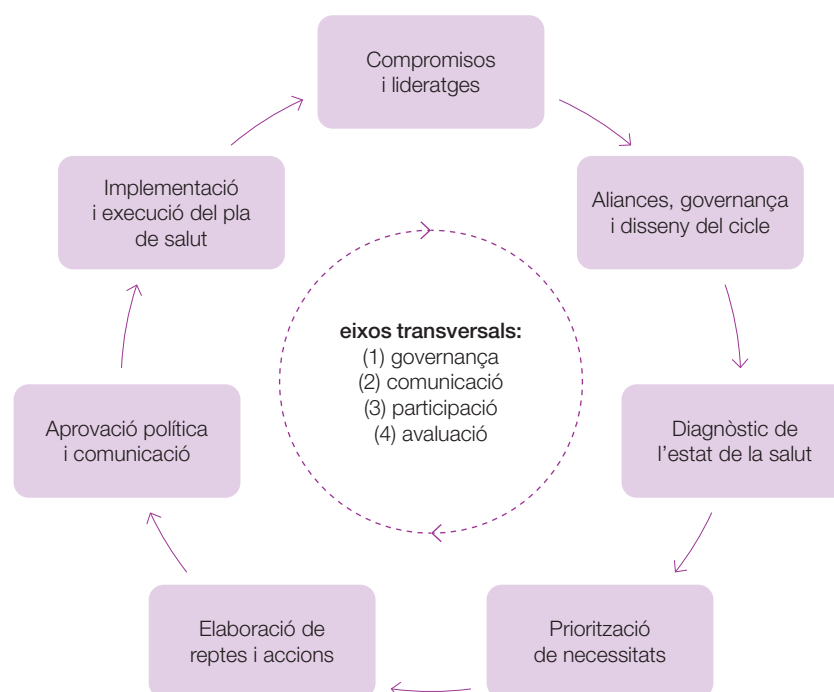 Compromisos
i lideratges
Aliances, governança
i disseny del cicle
Diagnòstic de
l’estat de la salut
Priorització
de necessitats
Elaboració de
reptes i accions
Aprovació política
i comunicació
Implementació
i execució del pla
de salut
eixos transversals:
(1) governança
(2) comunicació
(3) participació
(4) avaluació